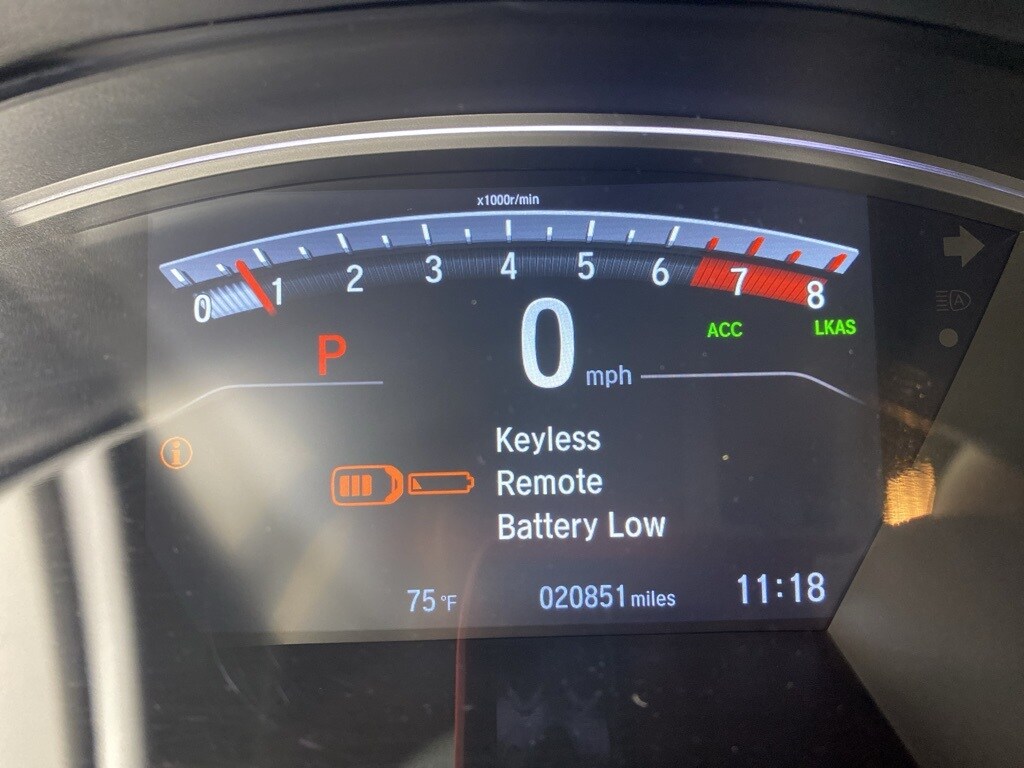 x1000r/min
0 1 2 3 4 5 6 7 8
P
0 mph
ACC
LKAS
i
Keyless
Remote
Battery Low
75 °F
020851 miles
11:18
A